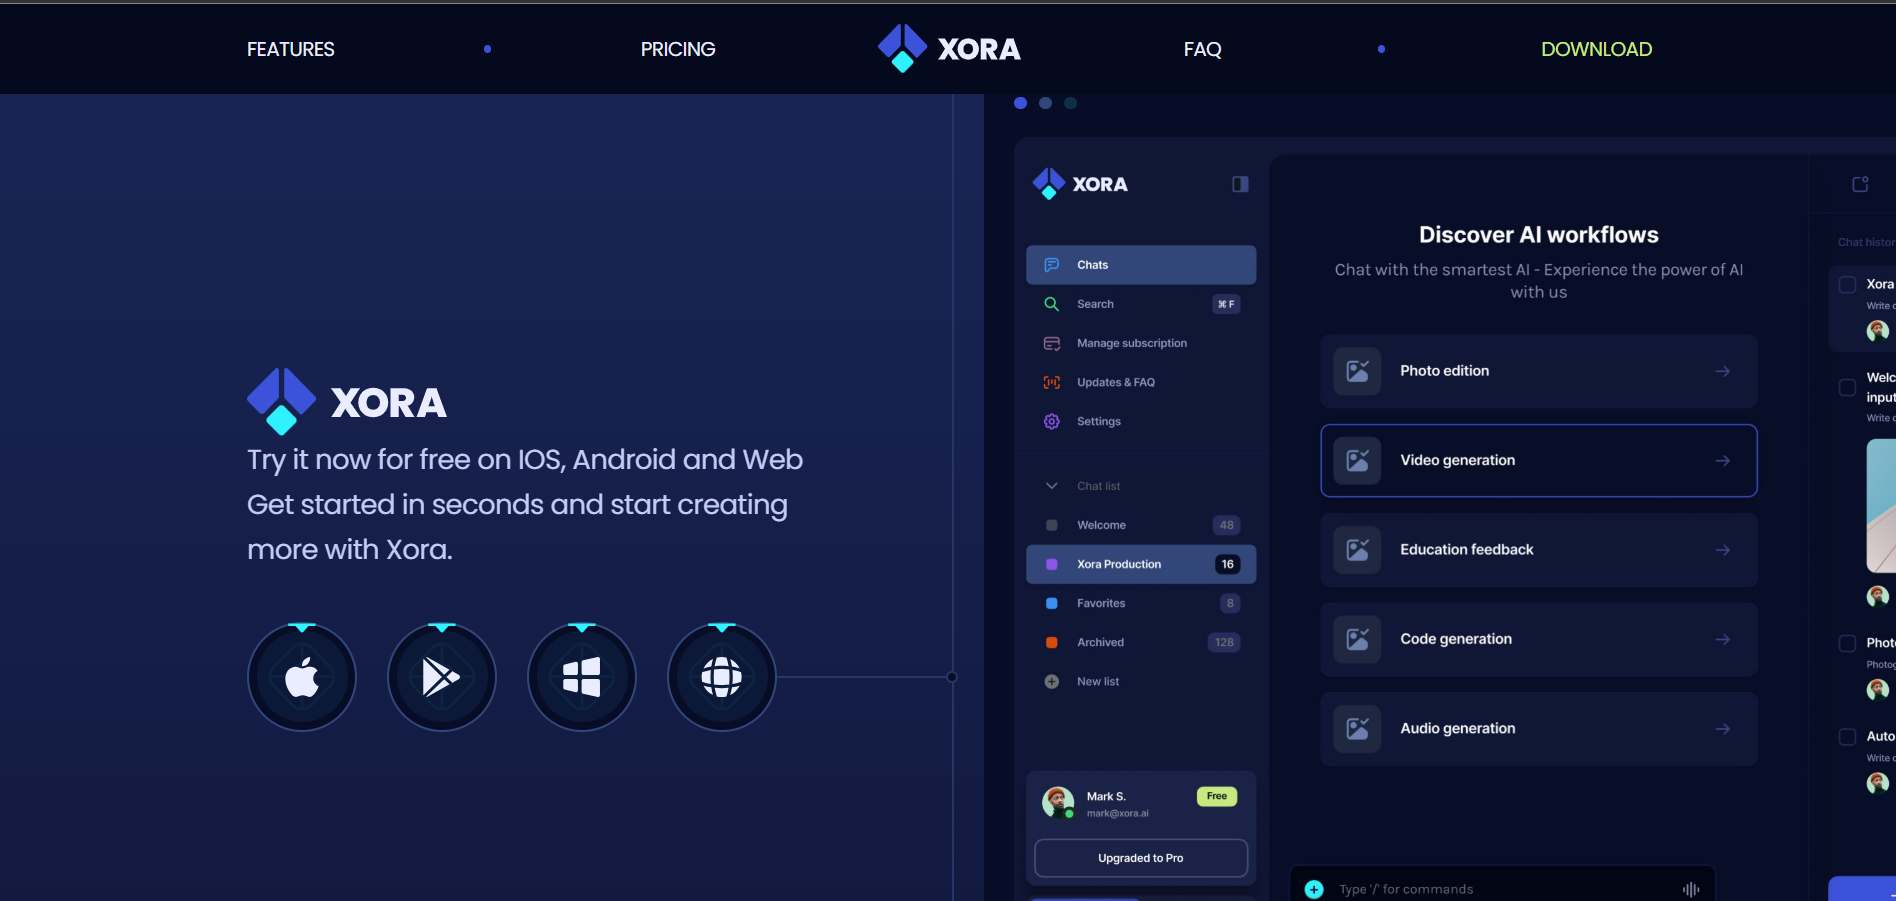 FEATURES
PRICING
XORA
FAQ
DOWNLOAD
XORA
Try it now for free on IOS, Android and Web
Get started in seconds and start creating
more with Xora.
XORA
Chats
Search
⌘ F
Manage subscription
Updates & FAQ
Settings
Chat list
Welcome
48
Xora Production
16
Favorites
8
Archived
128
New list
Mark S.
Free
mark@xora.ai
Upgraded to Pro
Discover AI workflows
Chat with the smartest AI - Experience the power of AI
with us
Photo edition
Video generation
Education feedback
Code generation
Audio generation
Type '/' for commands
Chat histor
Xora
Write
Welc
input
Write
Photo
Photog
Auto
Write